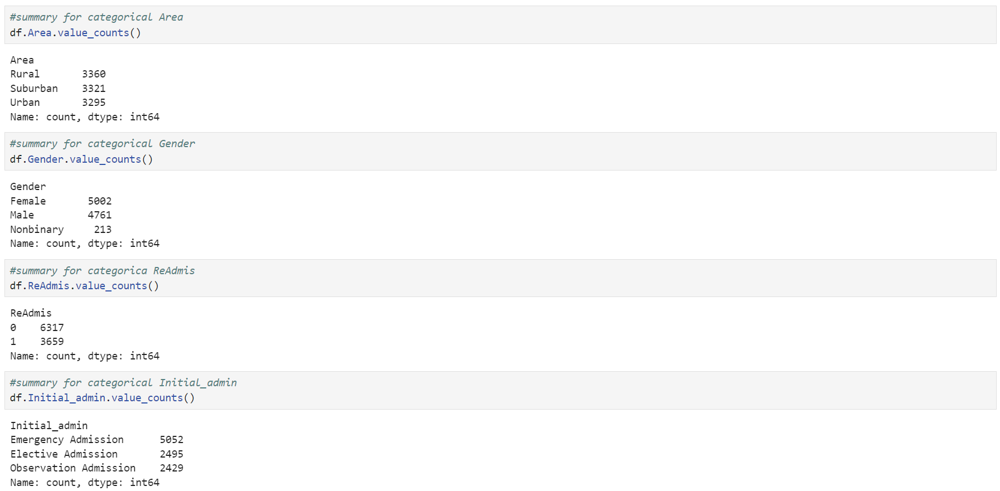 #summary for categorical Area
df.Area.value_counts()
Area
Rural       3360
Suburban    3321
Urban       3295
Name: count, dtype: int64
#summary for categorical Gender
df.Gender.value_counts()
Gender
Female       5002
Male         4761
Nonbinary     213
Name: count, dtype: int64
#summary for categorica ReAdmis
df.ReAdmis.value_counts()
ReAdmis
0    6317
1    3659
Name: count, dtype: int64
#summary for categorical Initial_admin
df.Initial_admin.value_counts()
Initial_admin
Emergency Admission      5052
Elective Admission       2495
Observation Admission    2429
Name: count, dtype: int64